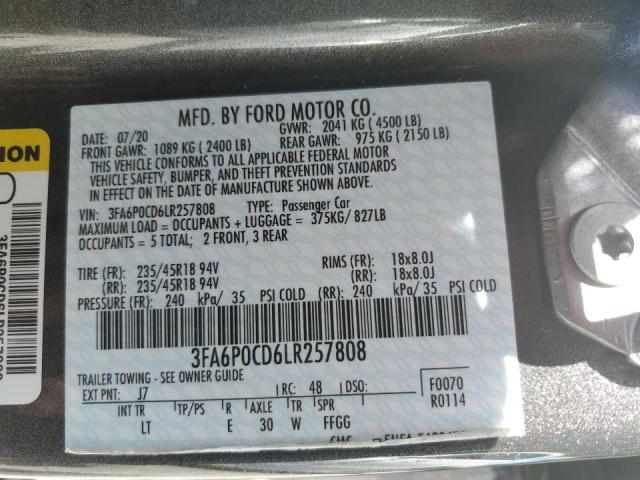 MFD. BY FORD MOTOR CO.
DATE: 07/20 GVWR: 2041 KG ( 4500 LB)
FRONT GAWR: 1089 KG ( 2400 LB) REAR GAWR: 975 KG ( 2150 LB)
THIS VEHICLE CONFORMS TO ALL APPLICABLE FEDERAL MOTOR
VEHICLE SAFETY, BUMPER, AND THEFT PREVENTION STANDARDS
IN EFFECT ON THE DATE OF MANUFACTURE SHOWN ABOVE.
VIN: 3FA6P0CD6LR257808 TYPE: Passenger Car
MAXIMUM LOAD = OCCUPANTS + LUGGAGE = 375KG/ 827LB
OCCUPANTS = 5 TOTAL; 2 FRONT, 3 REAR
TIRE (FR): 235/45R18 94V RIMS (FR): 18x8.0J
(RR): 235/45R18 94V (RR): 18x8.0J
PRESSURE (FR): 240 kPa/ 35 PSI COLD (RR): 240 kPa/ 35 PSI COLD
3FA6P0CD6LR257808
TRAILER TOWING - SEE OWNER GUIDE
EXT PNT: J7 RC: 48 DSO: F0070
INT TR TP/PS R AXLE TR SPR R0114
LT E 30 W FFGG